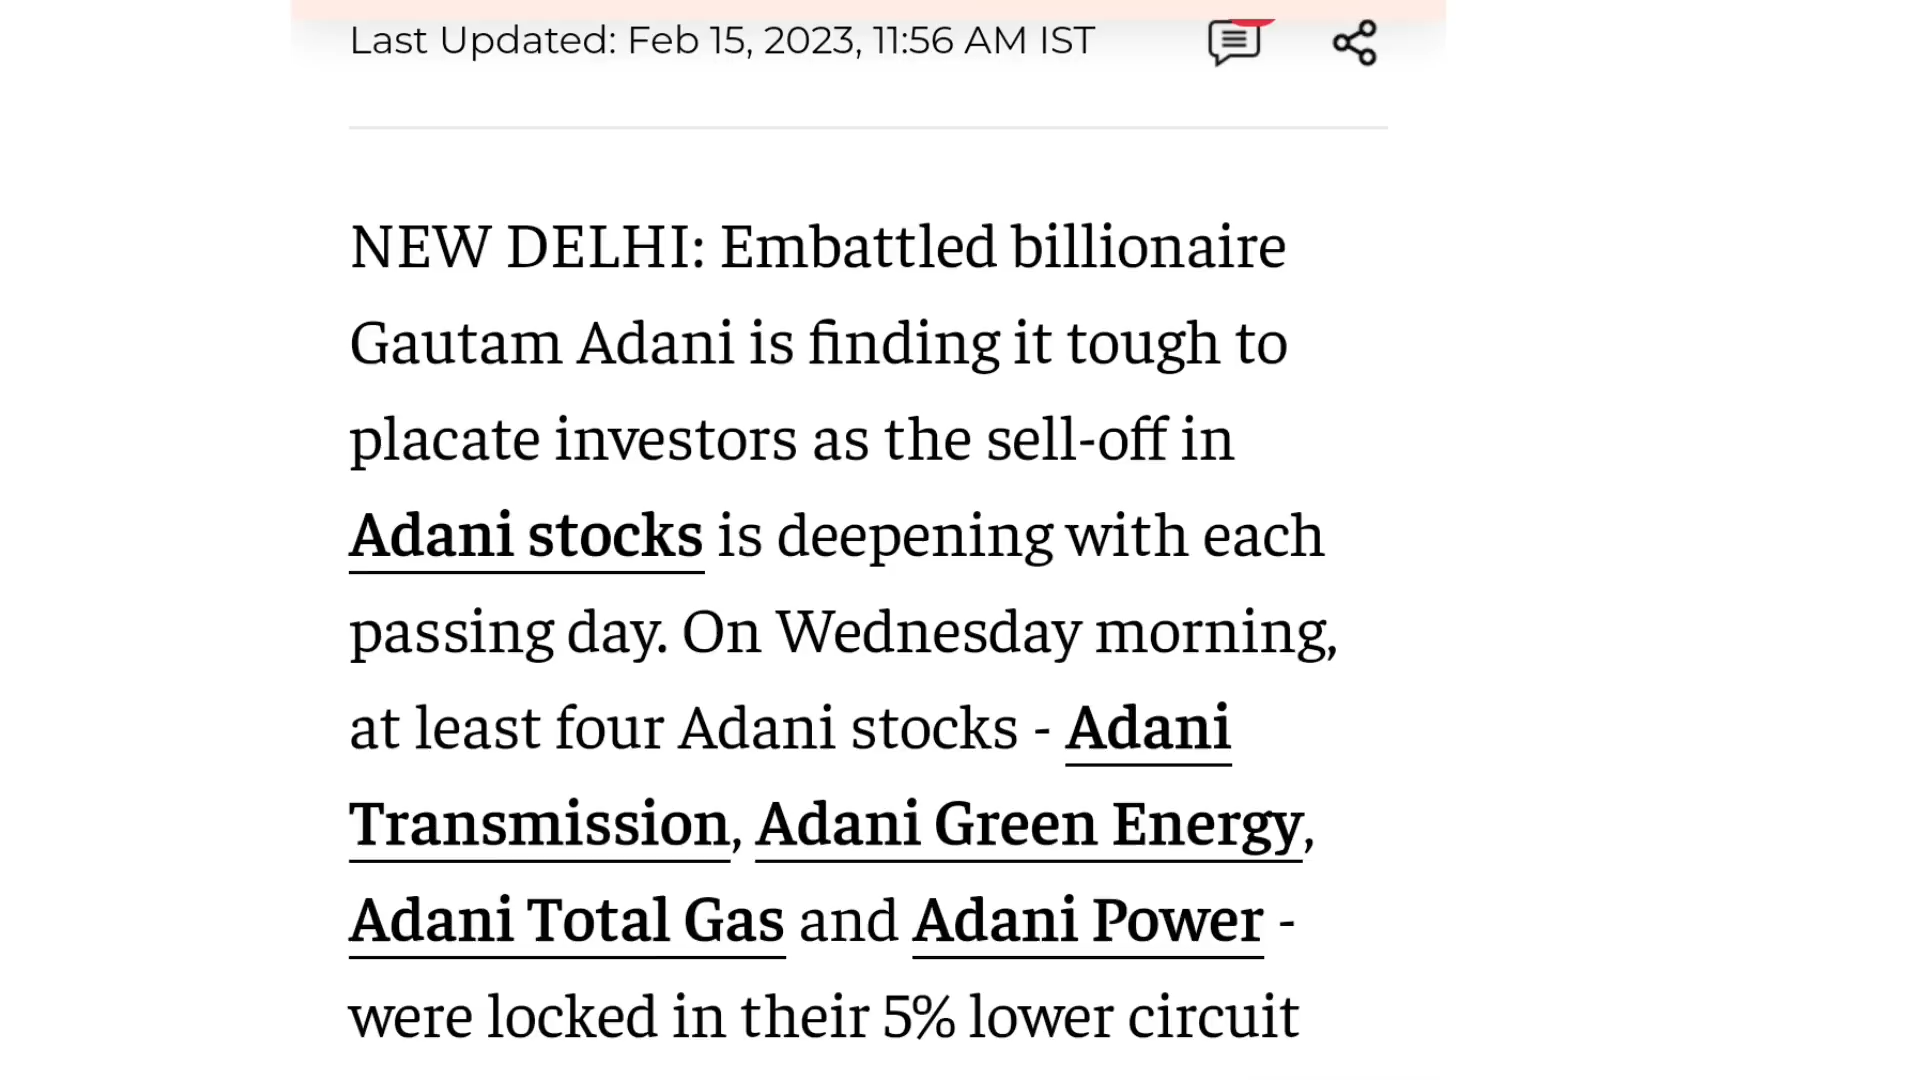 Last Updated: Feb 15, 2023, 11:56 AM IST
NEW DELHI: Embattled billionaire
Gautam Adani is finding it tough to
placate investors as the sell-off in
Adani stocks is deepening with each
passing day. On Wednesday morning,
at least four Adani stocks - Adani
Transmission, Adani Green Energy,
Adani Total Gas and Adani Power -
were locked in their 5% lower circuit